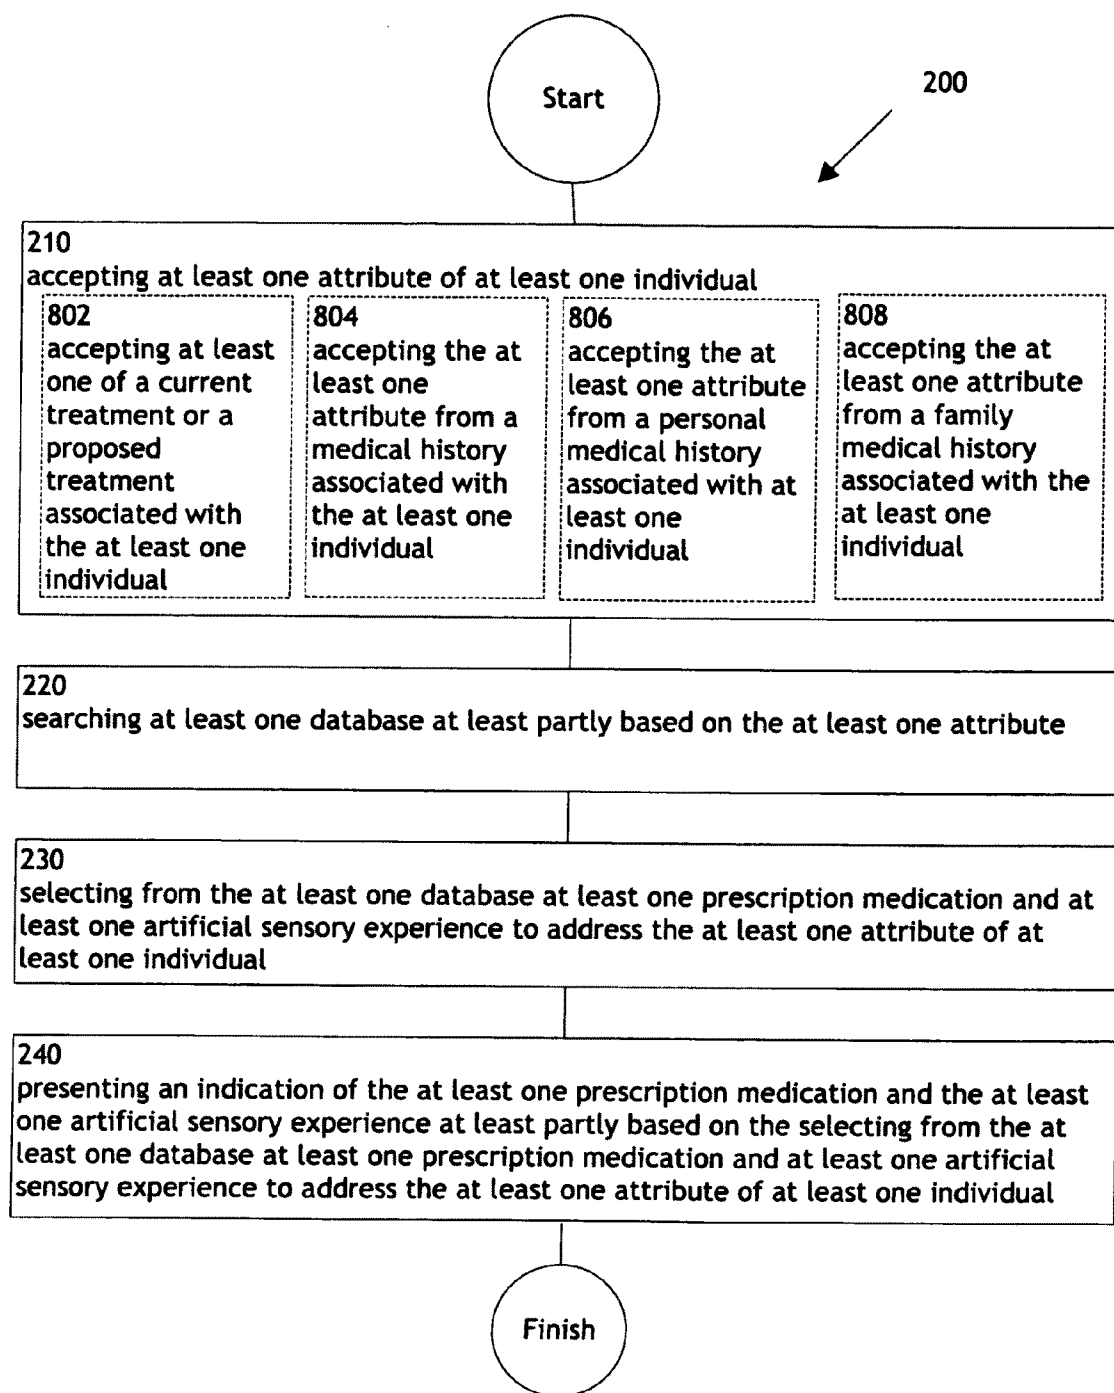 Start
200
210
accepting at least one attribute of at least one individual
802
accepting at least
one of a current
treatment or a
proposed
treatment
associated with
the at least one
individual
804
accepting the at
least one
attribute from a
medical history
associated with
the at least one
individual
806
accepting the at
least one attribute
from a personal
medical history
associated with at
least one
individual
808
accepting the at
least one attribute
from a family
medical history
associated with the
at least one
individual
220
searching at least one database at least partly based on the at least one attribute
230
selecting from the at least one database at least one prescription medication and at
least one artificial sensory experience to address the at least one attribute of at
least one individual
240
presenting an indication of the at least one prescription medication and the at least
one artificial sensory experience at least partly based on the selecting from the at
least one database at least one prescription medication and at least one artificial
sensory experience to address the at least one attribute of at least one individual
Finish